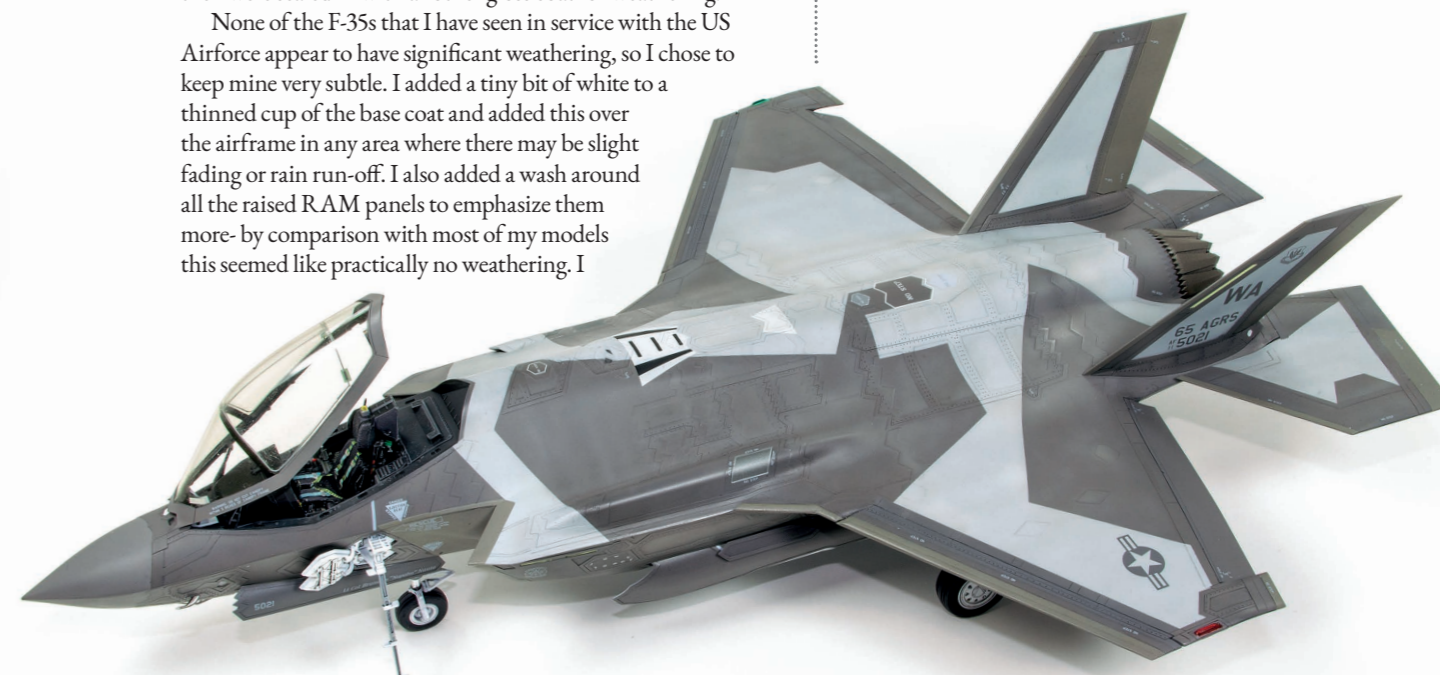 None of the F-35s that I have seen in service with the US
Airforce appear to have significant weathering, so I chose to
keep mine very subtle. I added a tiny bit of white to a
thinned cup of the base coat and added this over
the airframe in any area where there may be slight
fading or rain run-off. I also added a wash around
all the raised RAM panels to emphasize them
more- by comparison with most of my models
this seemed like practically no weathering. I
WA
65 AGRS
5021
5021